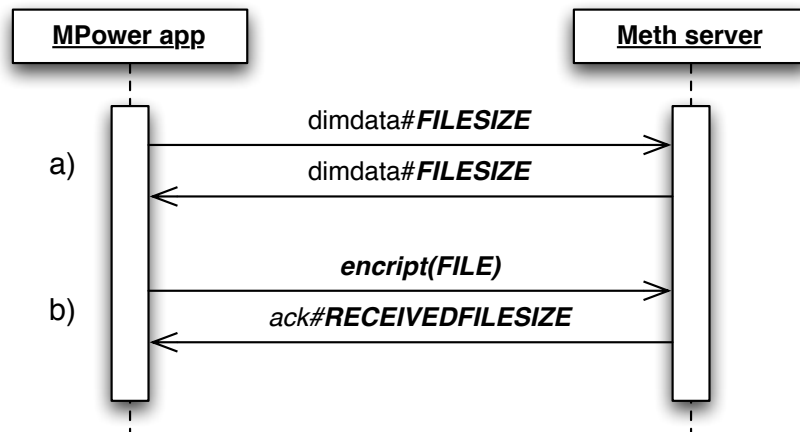 MPower app
Meth server
dimdata#FILESIZE
a)
dimdata#FILESIZE
encript(FILE)
b)
ack#RECEIVEDFILESIZE